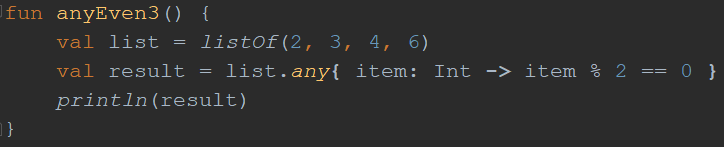 fun anyEven3() {
    val list = listOf(2, 3, 4, 6)
    val result = list.any{ item: Int -> item % 2 == 0 }
    println(result)
}